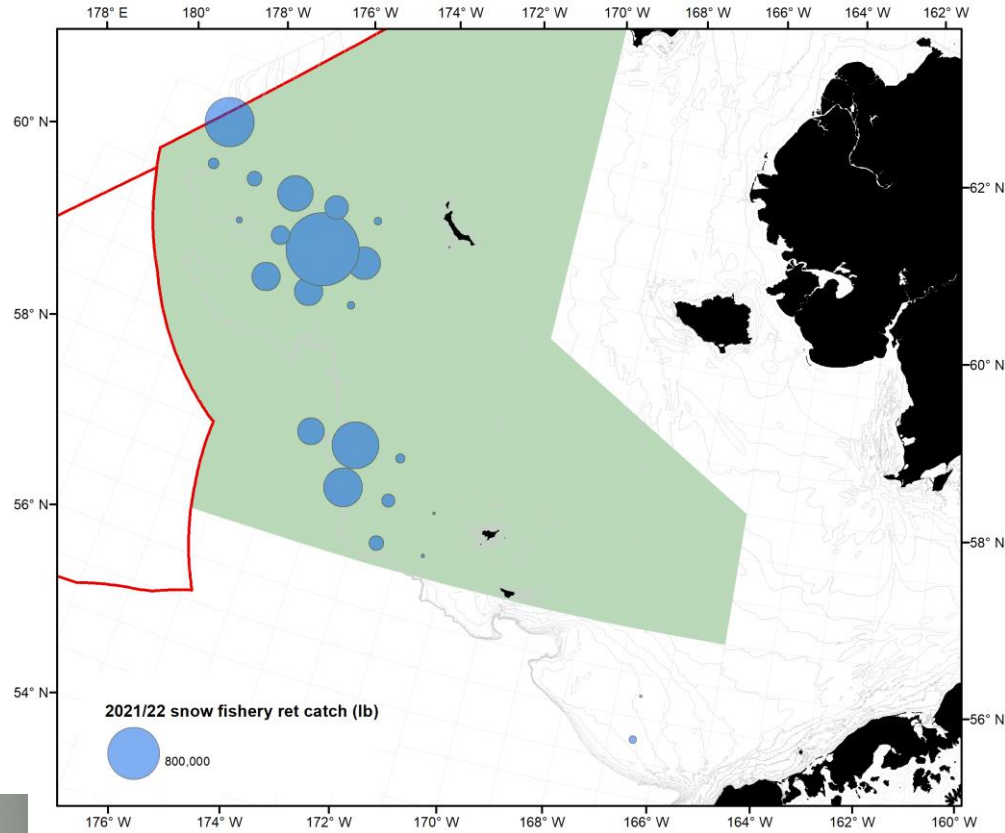 178° E 180° 178° W 176° W 174° W 172° W 170° W 168° W 166° W 164° W 162° W
60° N
62° N
58° N
60° N
56° N
58° N
54° N
56° N
2021/22 snow fishery ret catch (lb)
800,000
176° W 174° W 172° W 170° W 168° W 166° W 164° W 162° W 160° W